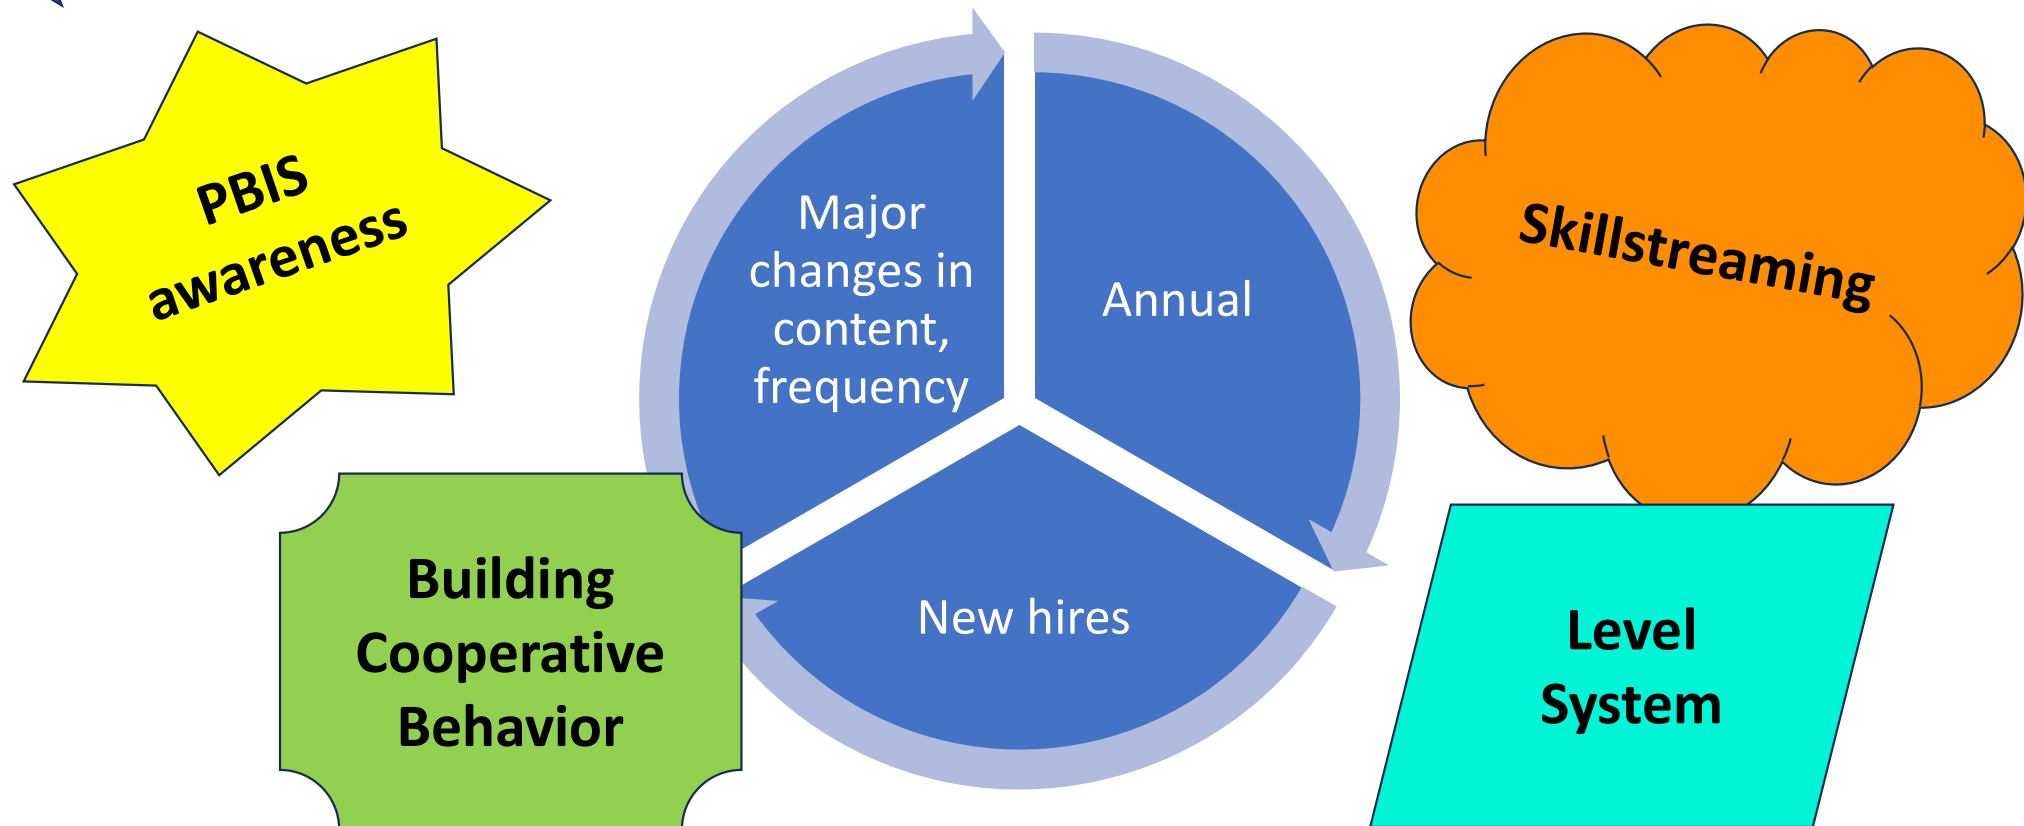 PBIS
awareness
Major
changes in
content,
frequency
Annual
Skillstreaming
New hires
Building
Cooperative
Behavior
Level
System